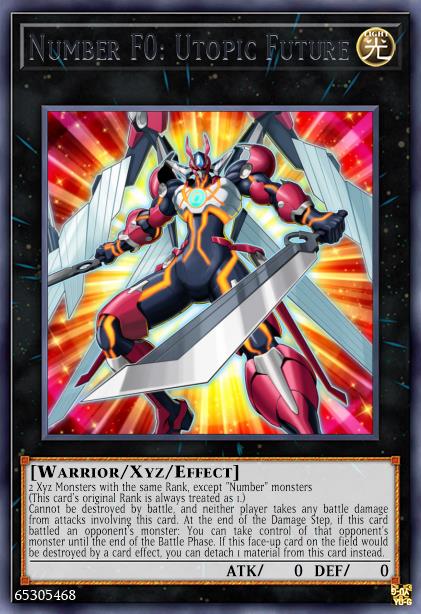 Number F0: Utopic Future
LIGHT
光
[Warrior/Xyz/Effect]
2 Xyz Monsters with the same Rank, except "Number" monsters
(This card's original Rank is always treated as 1.)
Cannot be destroyed by battle, and neither player takes any battle damage
from attacks involving this card. At the end of the Damage Step, if this card
battled an opponent's monster: You can take control of that opponent's
monster until the end of the Battle Phase. If this face-up card on the field would
be destroyed by a card effect, you can detach 1 material from this card instead.
ATK/ 0 DEF/ 0
65305468